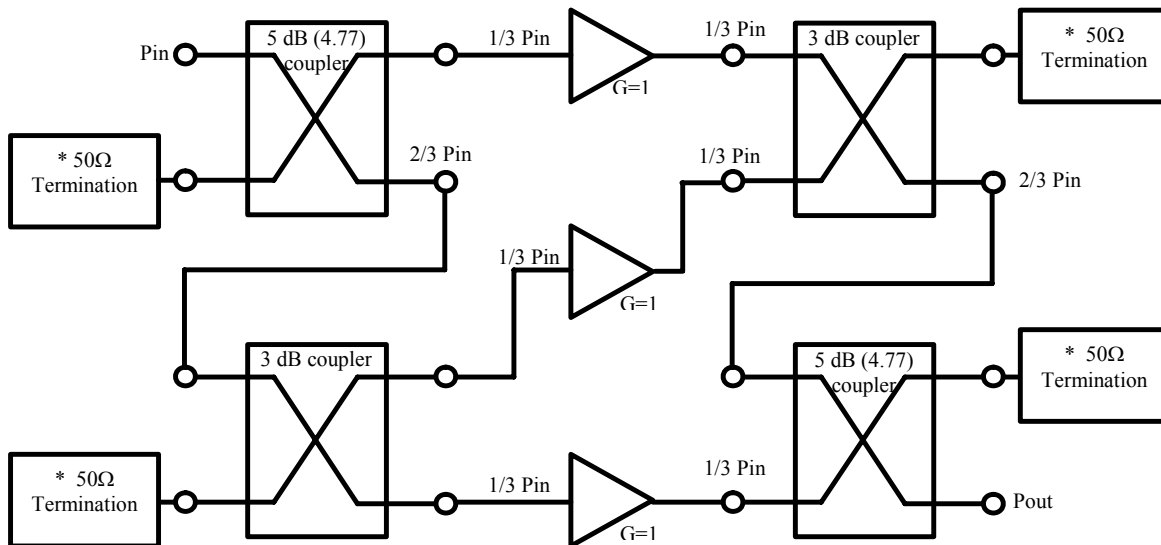 5 dB (4.77)
coupler
Pin
1/3 Pin
G=1
1/3 Pin
3 dB coupler
* 50Ω
Termination
* 50Ω
Termination
2/3 Pin
1/3 Pin
2/3 Pin
1/3 Pin
G=1
3 dB coupler
5 dB (4.77)
coupler
* 50Ω
Termination
* 50Ω
Termination
1/3 Pin
G=1
1/3 Pin
Pout